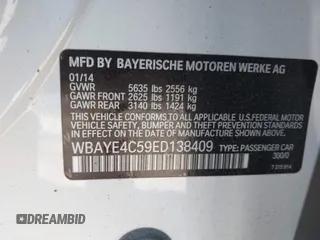 MFD BY BAYERISCHE MOTOREN WERKE AG
01/14
GVWR 5635 lbs 2556 kg
GAWR FRONT 2625 lbs 1191 kg
GAWR REAR 3140 lbs 1424 kg
THIS VEHICLE CONFORMS TO ALL APPLICABLE
U.S. FEDERAL MOTOR VEHICLE SAFETY, BUMPER, AND
THEFT PREVENTION STANDARDS IN EFFECT ON THE DATE OF
MANUFACTURE SHOWN ABOVE.
WBAYE4C59ED138409 TYPE: PASSENGER CAR
300/0
DREAMBID